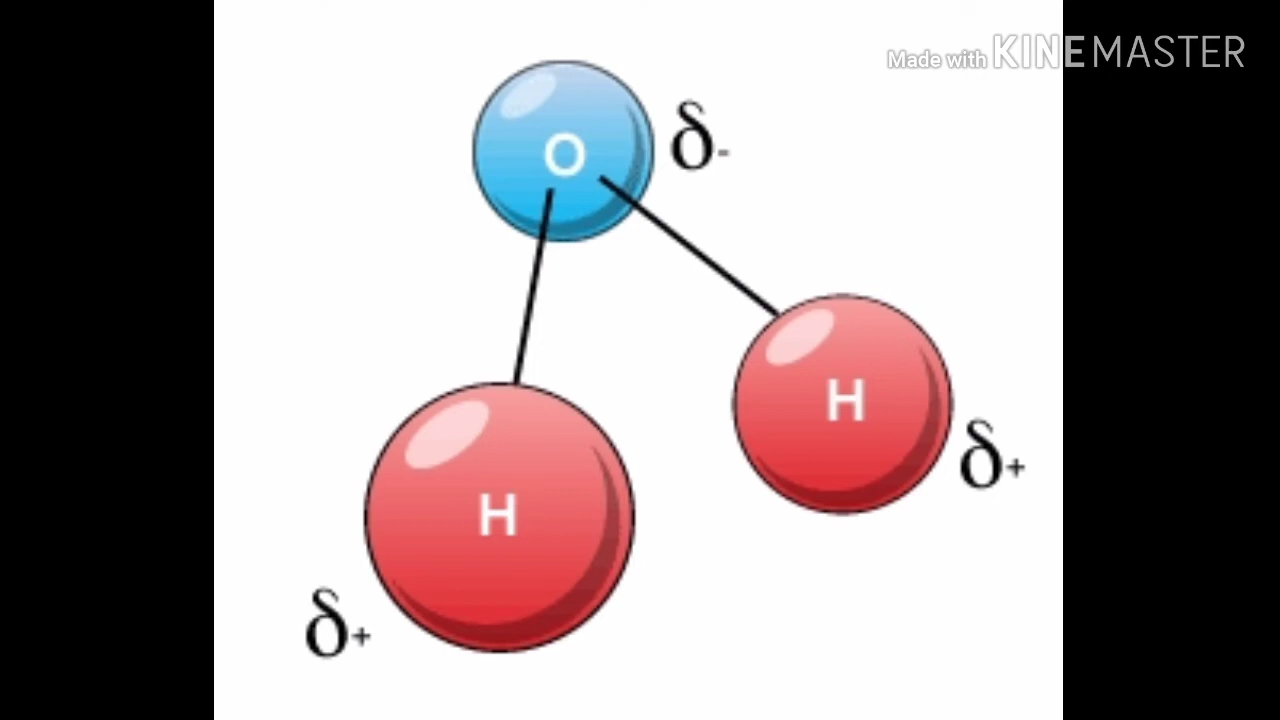 Made with KINEMASTER
O
δ-
H
δ+
H
δ+